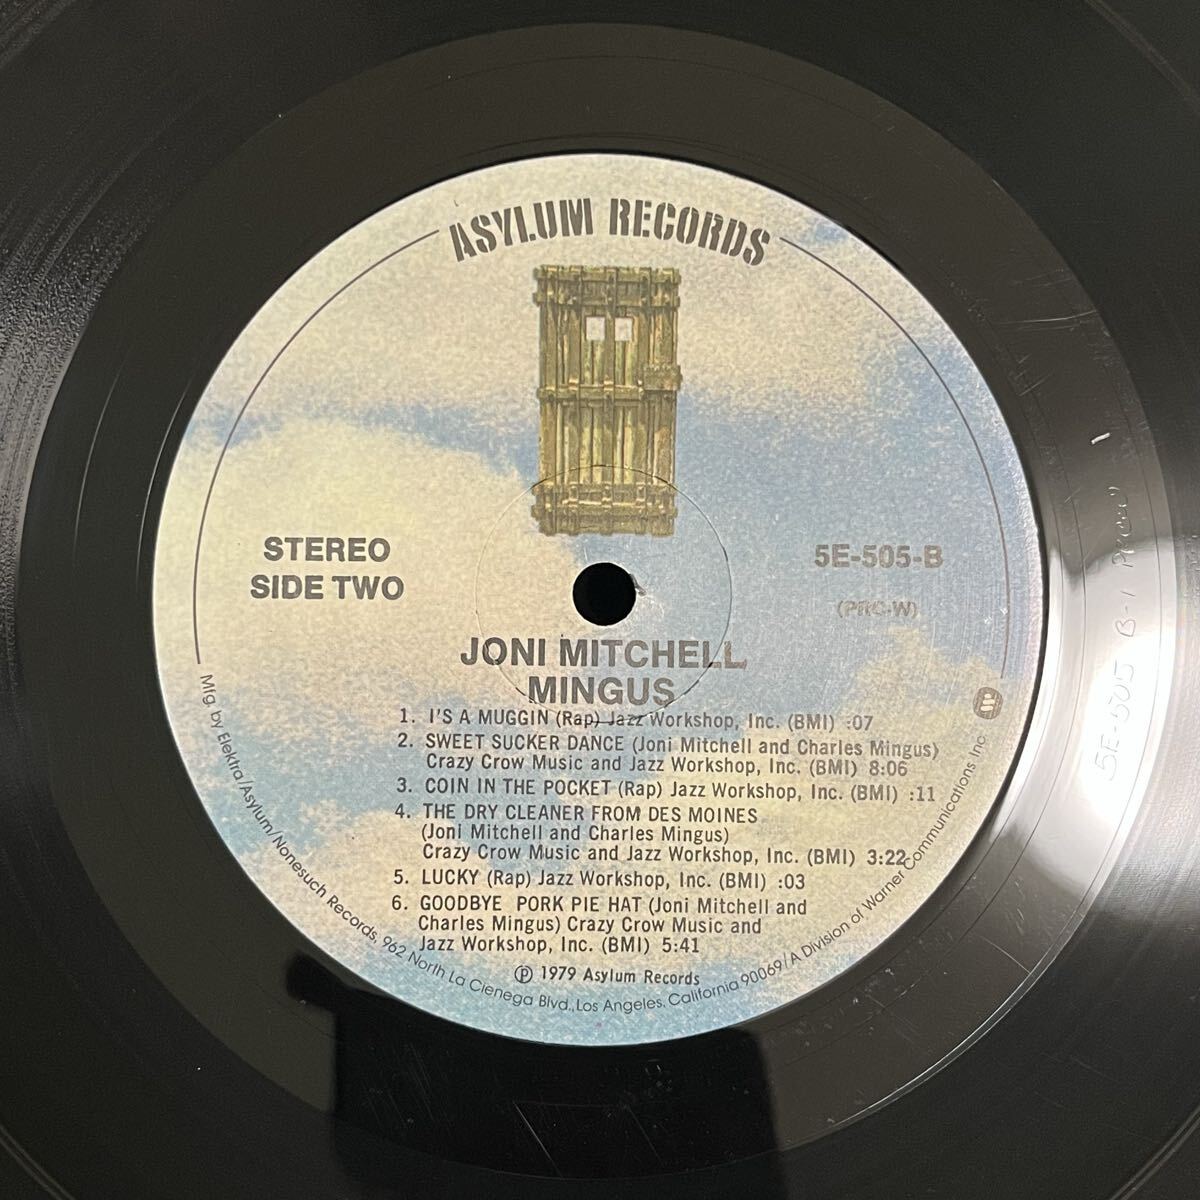 ASYLUM RECORDS
STEREO
SIDE TWO
5E-505-B
(PRC-W)
JONI MITCHELL
MINGUS
1. I'S A MUGGIN (Rap) Jazz Workshop, Inc. (BMI) :07
2. SWEET SUCKER DANCE (Joni Mitchell and Charles Mingus)
Crazy Crow Music and Jazz Workshop, Inc. (BMI) 8:06
3. COIN IN THE POCKET (Rap) Jazz Workshop, Inc. (BMI) :11
4. THE DRY CLEANER FROM DES MOINES
(Joni Mitchell and Charles Mingus)
Crazy Crow Music and Jazz Workshop, Inc. (BMI) 3:22
5. LUCKY (Rap) Jazz Workshop, Inc. (BMI) :03
6. GOODBYE PORK PIE HAT (Joni Mitchell and
Charles Mingus) Crazy Crow Music and
Jazz Workshop, Inc. (BMI) 5:41
℗ 1979 Asylum Records
Mfg. by Elektra/Asylum/Nonesuch Records, 962 North La Cienega Blvd., Los Angeles, California 90069/A Division of Warner Communications Inc.
5E-505 B-1